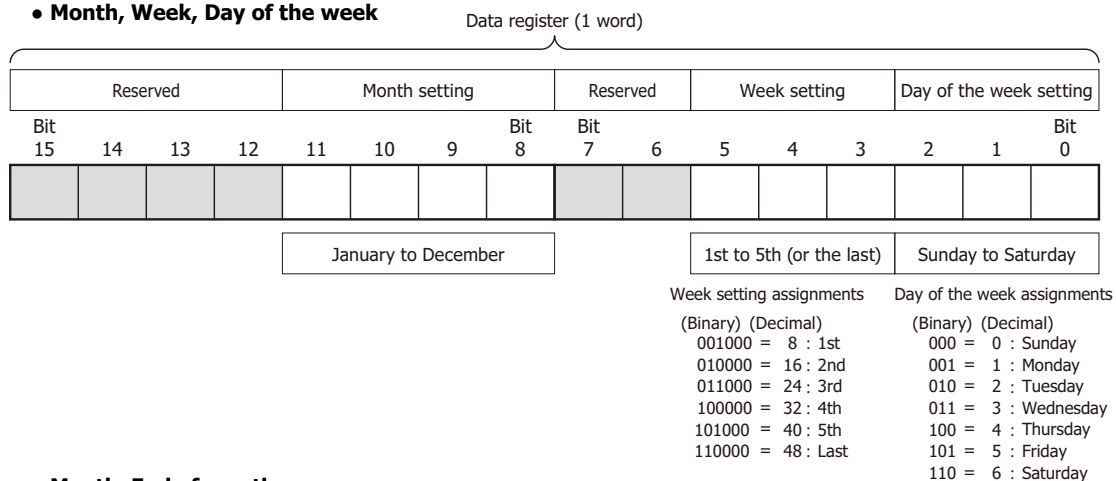 ● Month, Week, Day of the week
Data register (1 word)
Reserved Month setting Reserved Week setting Day of the week setting
Bit Bit Bit Bit
15 14 13 12 11 10 9 8 7 6 5 4 3 2 1 0
January to December 1st to 5th (or the last) Sunday to Saturday
Week setting assignments
(Binary) (Decimal)
001000 = 8 : 1st
010000 = 16 : 2nd
011000 = 24 : 3rd
100000 = 32 : 4th
101000 = 40 : 5th
110000 = 48 : Last
Day of the week assignments
(Binary) (Decimal)
000 = 0 : Sunday
001 = 1 : Monday
010 = 2 : Tuesday
011 = 3 : Wednesday
100 = 4 : Thursday
101 = 5 : Friday
110 = 6 : Saturday